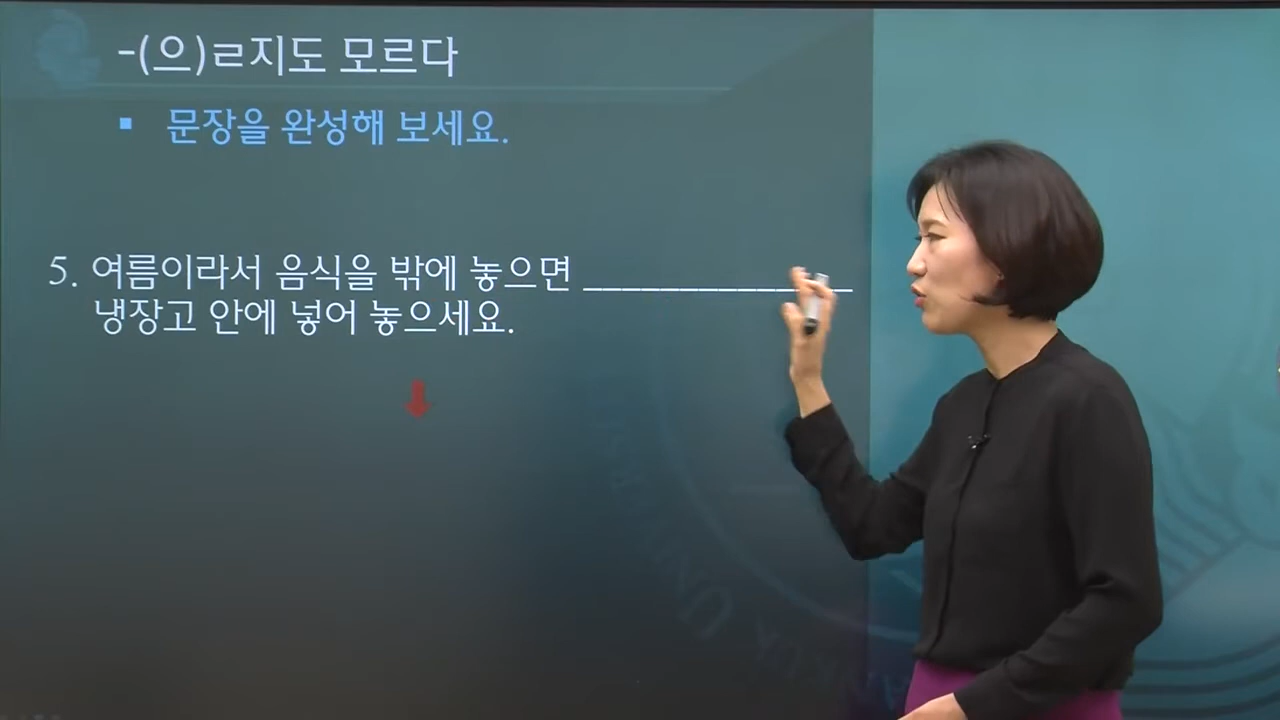 -(으)ㄹ지도 모르다
▪ 문장을 완성해 보세요.
5. 여름이라서 음식을 밖에 놓으면 ______________
냉장고 안에 넣어 놓으세요.